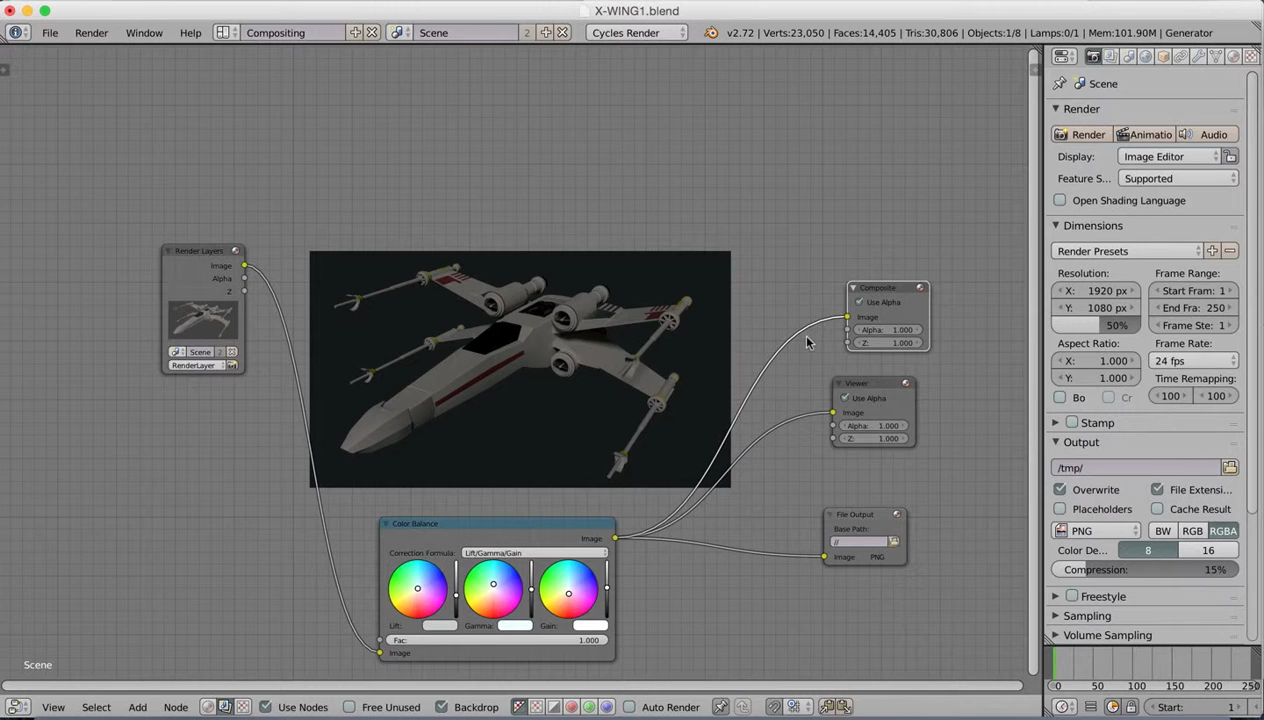 X-WING1.blend
File Render Window Help Compositing Scene 2 Cycles Render v2.72 | Verts:23,050 | Faces:14,405 | Tris:30,806 | Objects:1/8 | Lamps:0/1 | Mem:101.90M | Generator
Scene
Render
Render Animatio Audio
Display: Image Editor
Feature S... Supported
Open Shading Language
Dimensions
Render Presets
Resolution: Frame Range:
X: 1920 px Start Fram: 1
Y: 1080 px End Fra: 250
50% Frame Ste: 1
Aspect Ratio: Frame Rate:
X: 1.000 24 fps
Y: 1.000 Time Remapping:
Bo Cr 100 100
Stamp
Output
/tmp/
Overwrite File Extensi...
Placeholders Cache Result
PNG BW RGB RGBA
Color De... 8 16
Compression: 15%
Freestyle
Sampling
Volume Sampling
Render Layers
Image
Alpha
Z
Scene 2
RenderLayer
Composite
Use Alpha
Image
Alpha: 1.000
Z: 1.000
Viewer
Use Alpha
Image
Alpha: 1.000
Z: 1.000
File Output
Base Path:
//
Image PNG
Color Balance
Image
Correction Formula: Lift/Gamma/Gain
Lift: Gamma: Gain:
Fac: 1.000
Image
Scene
0 50 100 150 200 250
View Select Add Node Use Nodes Free Unused Backdrop Auto Render Start: 1